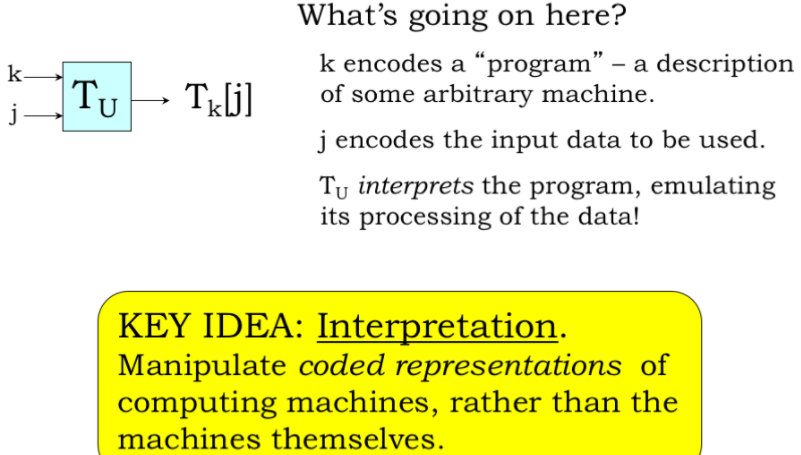 What’s going on here?
k
j
T_U
T_k[j]
k encodes a “program” – a description
of some arbitrary machine.
j encodes the input data to be used.
T_U interprets the program, emulating
its processing of the data!
KEY IDEA: Interpretation.
Manipulate coded representations of
computing machines, rather than the
machines themselves.